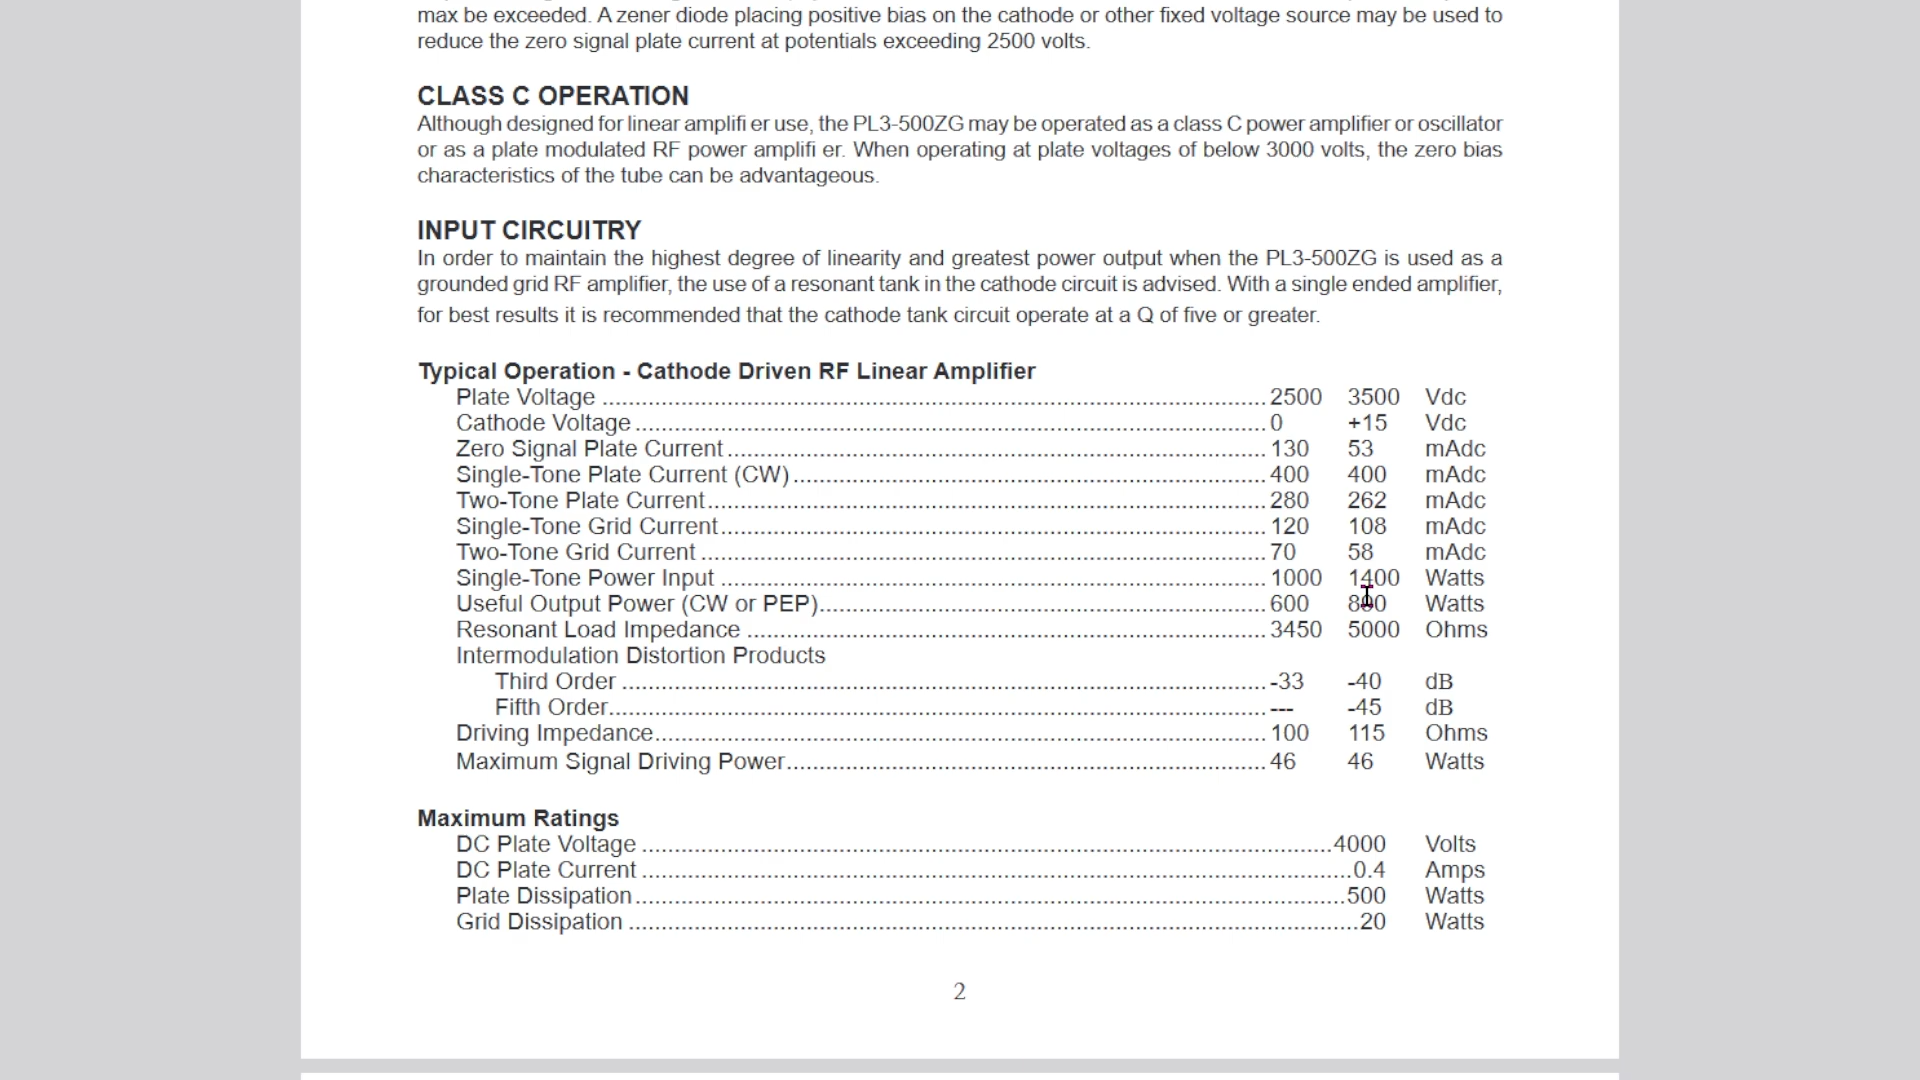 max be exceeded. A zener diode placing positive bias on the cathode or other fixed voltage source may be used to
reduce the zero signal plate current at potentials exceeding 2500 volts.
CLASS C OPERATION
Although designed for linear amplifi er use, the PL3-500ZG may be operated as a class C power amplifier or oscillator
or as a plate modulated RF power amplifi er. When operating at plate voltages of below 3000 volts, the zero bias
characteristics of the tube can be advantageous.
INPUT CIRCUITRY
In order to maintain the highest degree of linearity and greatest power output when the PL3-500ZG is used as a
grounded grid RF amplifier, the use of a resonant tank in the cathode circuit is advised. With a single ended amplifier,
for best results it is recommended that the cathode tank circuit operate at a Q of five or greater.
Typical Operation - Cathode Driven RF Linear Amplifier
Plate Voltage ... 2500 3500 Vdc
Cathode Voltage ... 0 +15 Vdc
Zero Signal Plate Current ... 130 53 mAdc
Single-Tone Plate Current (CW) ... 400 400 mAdc
Two-Tone Plate Current ... 280 262 mAdc
Single-Tone Grid Current ... 120 108 mAdc
Two-Tone Grid Current ... 70 58 mAdc
Single-Tone Power Input ... 1000 1400 Watts
Useful Output Power (CW or PEP) ... 600 Watts
Resonant Load Impedance ... 3450 5000 Ohms
Intermodulation Distortion Products
Third Order ... -33 -40 dB
Fifth Order ... --- -45 dB
Driving Impedance ... 100 115 Ohms
Maximum Signal Driving Power ... 46 46 Watts
Maximum Ratings
DC Plate Voltage ... 4000 Volts
DC Plate Current ... 0.4 Amps
Plate Dissipation ... 500 Watts
Grid Dissipation ... 20 Watts
2